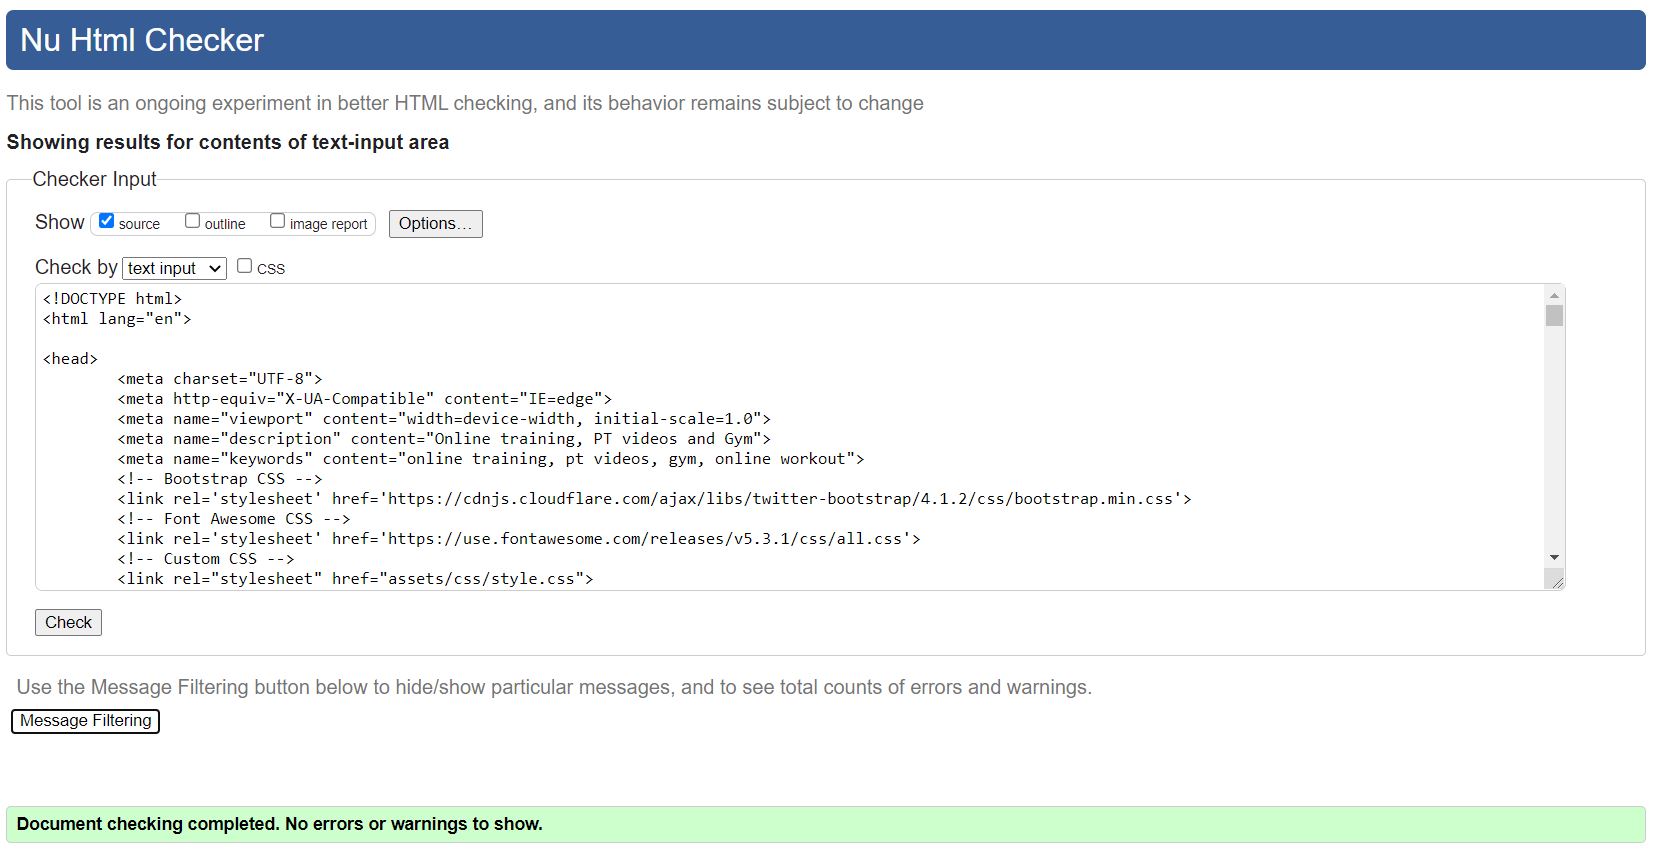 Nu Html Checker
This tool is an ongoing experiment in better HTML checking, and its behavior remains subject to change
Showing results for contents of text-input area
Checker Input
Show source outline image report Options...
Check by text input CSS
<!DOCTYPE html>
<html lang="en">
<head>
<meta charset="UTF-8">
<meta http-equiv="X-UA-Compatible" content="IE=edge">
<meta name="viewport" content="width=device-width, initial-scale=1.0">
<meta name="description" content="Online training, PT videos and Gym">
<meta name="keywords" content="online training, pt videos, gym, online workout">
<!-- Bootstrap CSS -->
<link rel='stylesheet' href='https://cdnjs.cloudflare.com/ajax/libs/twitter-bootstrap/4.1.2/css/bootstrap.min.css'>
<!-- Font Awesome CSS -->
<link rel='stylesheet' href='https://use.fontawesome.com/releases/v5.3.1/css/all.css'>
<!-- Custom CSS -->
<link rel="stylesheet" href="assets/css/style.css">
Check
Use the Message Filtering button below to hide/show particular messages, and to see total counts of errors and warnings.
Message Filtering
Document checking completed. No errors or warnings to show.